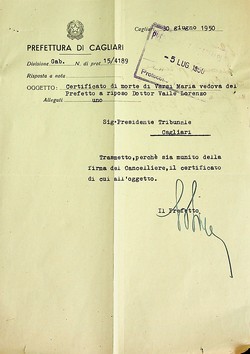 Cagliari 30 giugno 1950
PREFETTURA DI CAGLIARI
Divisione Gab. N. di prot. 15/4189
Risposta a nota
OGGETTO: Certificato di morte di Vargi Maria vedova del
Prefetto a riposo Dottor Valle Lorenzo
Allegati uno
-5 LUG 1950
Sig.Presidente Tribunale
Cagliari
Trasmetto,perchè sia munito della
firma del Cancelliere,il certificato
di cui all'oggetto.
Il Prefetto